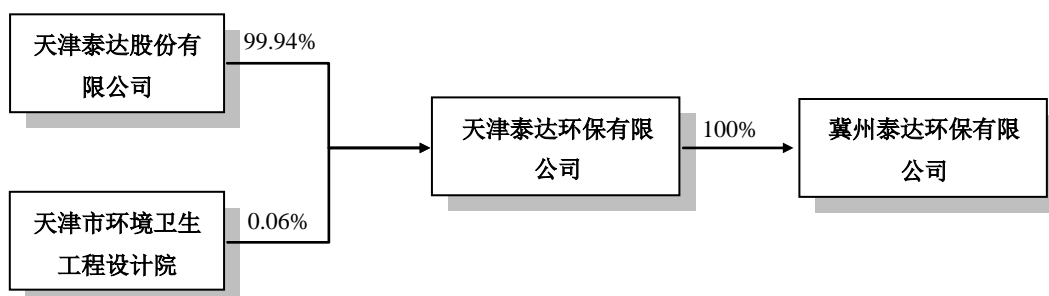 天津泰达股份有
限公司
99.94%
天津市环境卫生
工程设计院
0.06%
天津泰达环保有限
公司
100%
冀州泰达环保有限
公司